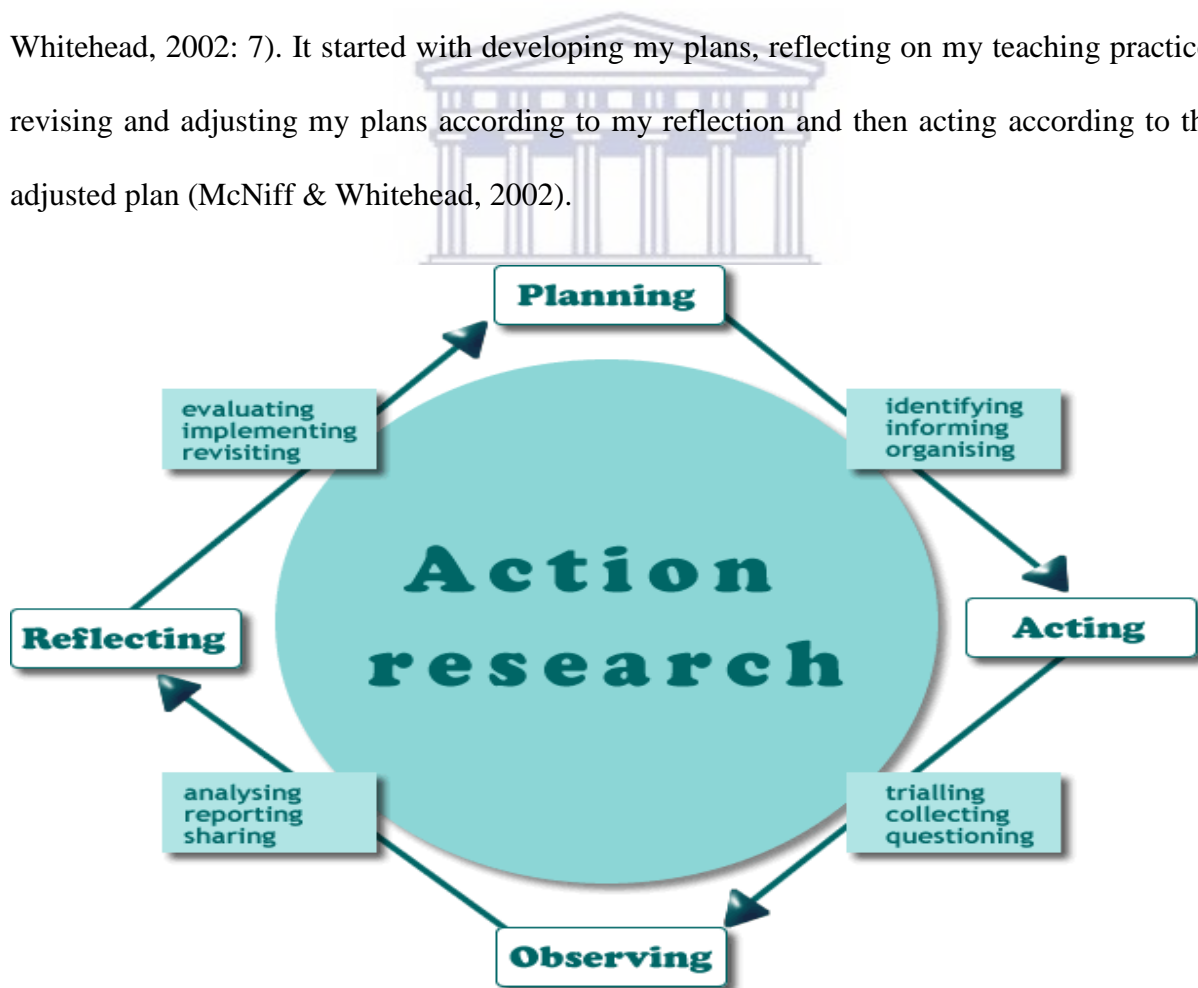 Whitehead, 2002: 7). It started with developing my plans, reflecting on my teaching practic
revising and adjusting my plans according to my reflection and then acting according to th
adjusted plan (McNiff & Whitehead, 2002).
Planning
evaluating
implementing
revisiting
identifying
informing
organising
Action
research
Reflecting
Acting
analysing
reporting
sharing
trialling
collecting
questioning
Observing